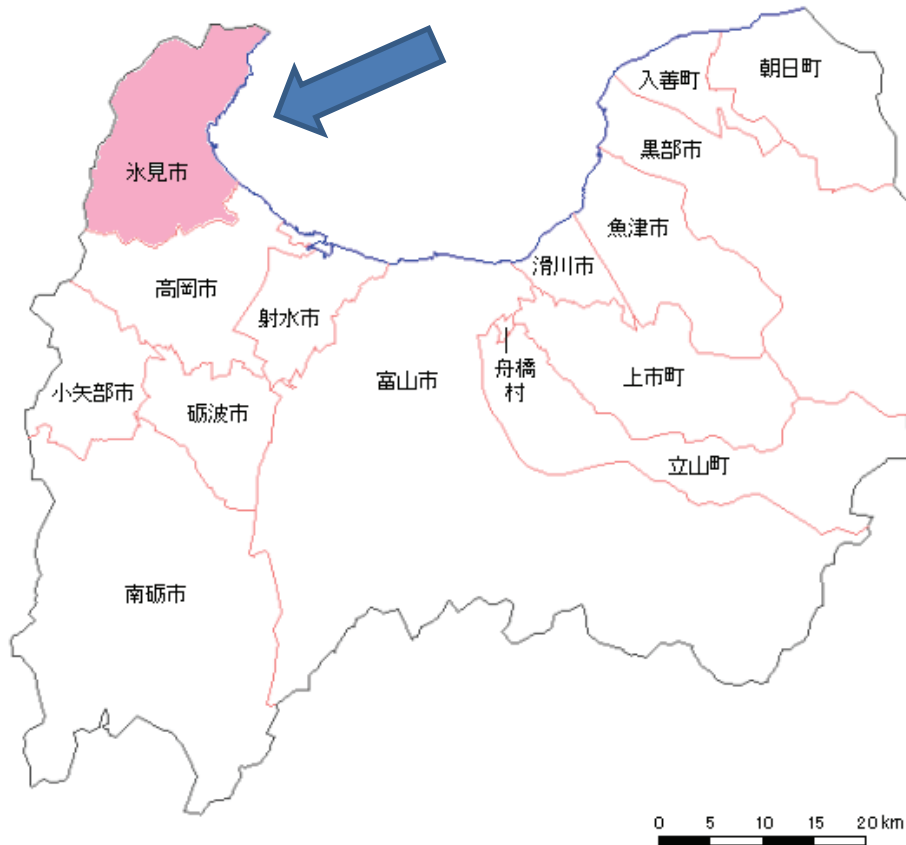 入善町
朝日町
黒部市
氷見市
魚津市
滑川市
高岡市
射水市
舟橋
村
富山市
上市町
小矢部市
砺波市
立山町
南砺市
0 5 10 15 20km